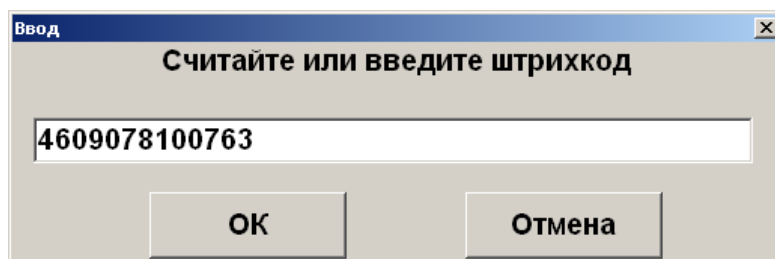 Ввод
Считайте или введите штрихкод
4609078100763
ОК
Отмена